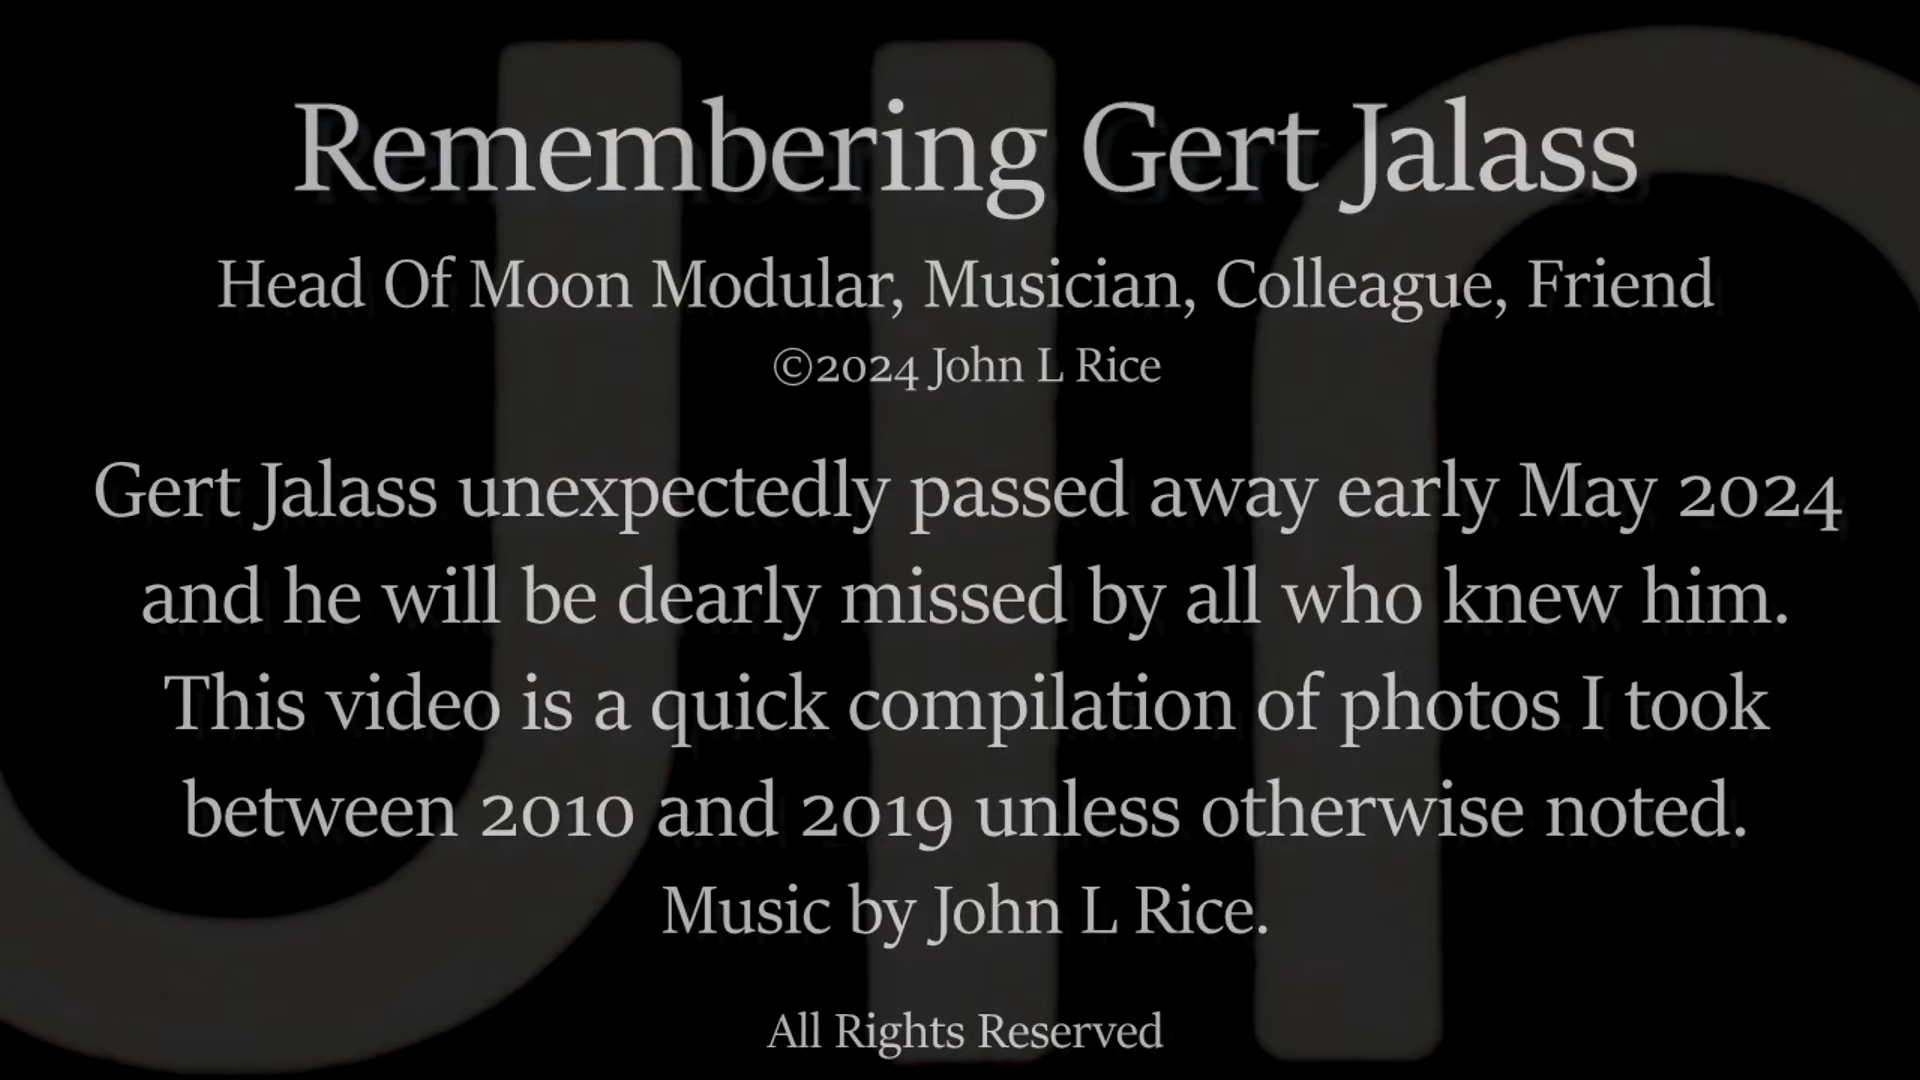 Remembering Gert Jalass
Head Of Moon Modular, Musician, Colleague, Friend
©2024 John L Rice
Gert Jalass unexpectedly passed away early May 2024
and he will be dearly missed by all who knew him.
This video is a quick compilation of photos I took
between 2010 and 2019 unless otherwise noted.
Music by John L Rice.
All Rights Reserved